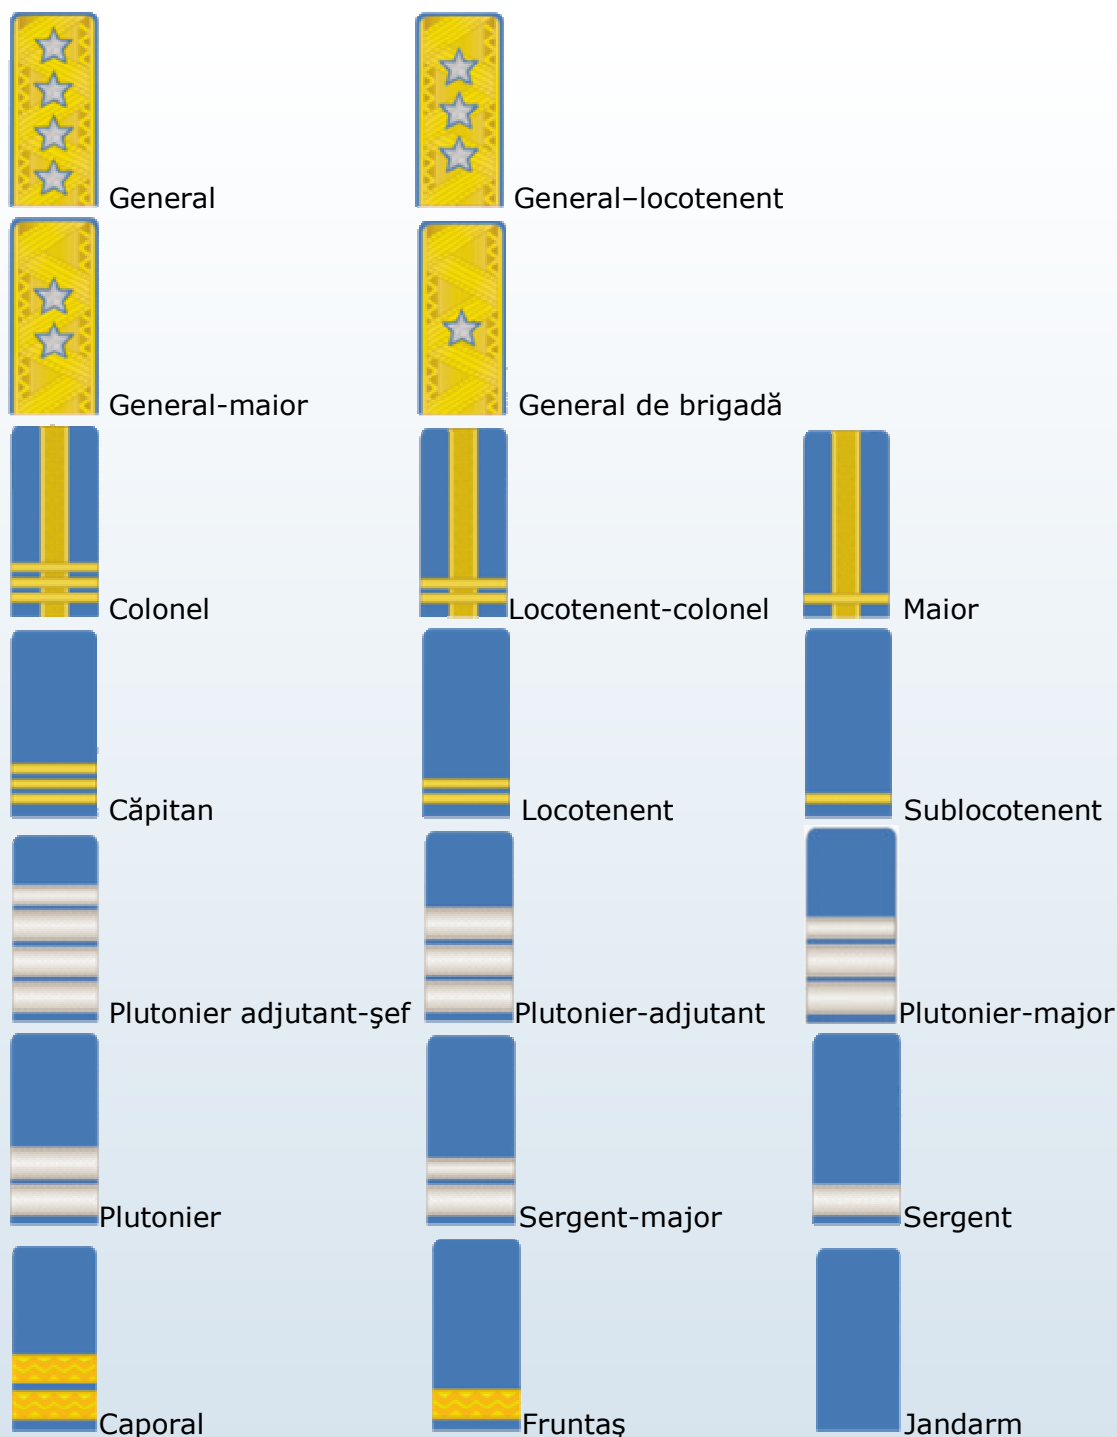 General
General–locotenent
General-maior
General de brigadă
Colonel
Locotenent-colonel
Maior
Căpitan
Locotenent
Sublocotenent
Plutonier adjutant-şef
Plutonier-adjutant
Plutonier-major
Plutonier
Sergent-major
Sergent
Caporal
Fruntaş
Jandarm